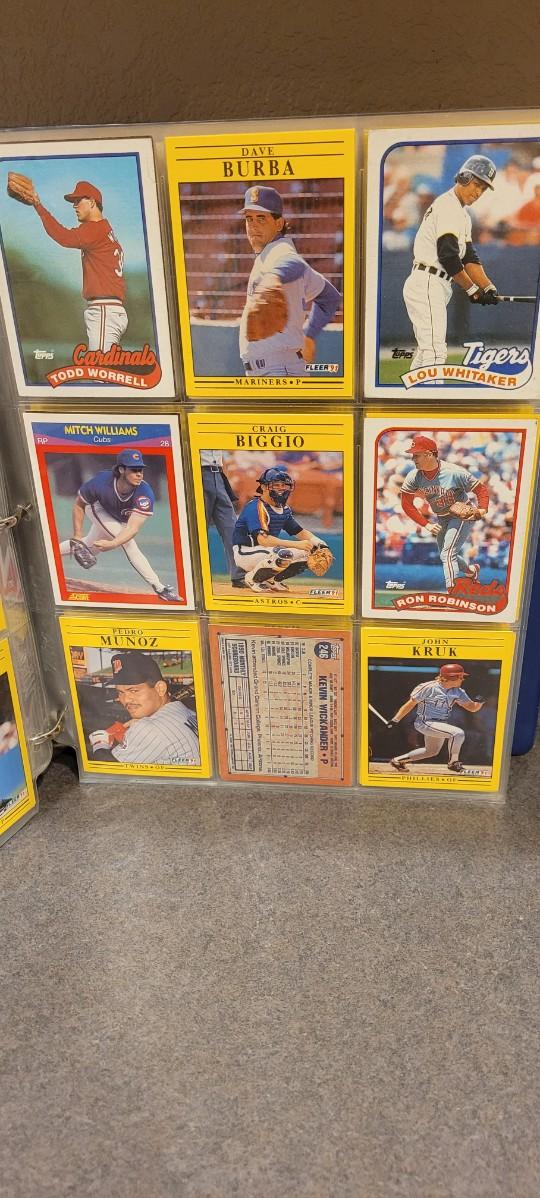 Topps
Cardinals
TODD WORRELL
DAVE
BURBA
FLEER '91
MARINERS • P
Topps
Tigers
LOU WHITAKER
MITCH WILLIAMS
Cubs
RP
28
SCORE
CRAIG
BIGGIO
FLEER '91
ASTROS • C
Topps
Reds
RON ROBINSON
PEDRO
MUÑOZ
FLEER '91
TWINS • OF
246
KEVIN WICKANDER • P
JOHN
KRUK
FLEER '91
PHILLIES • OF